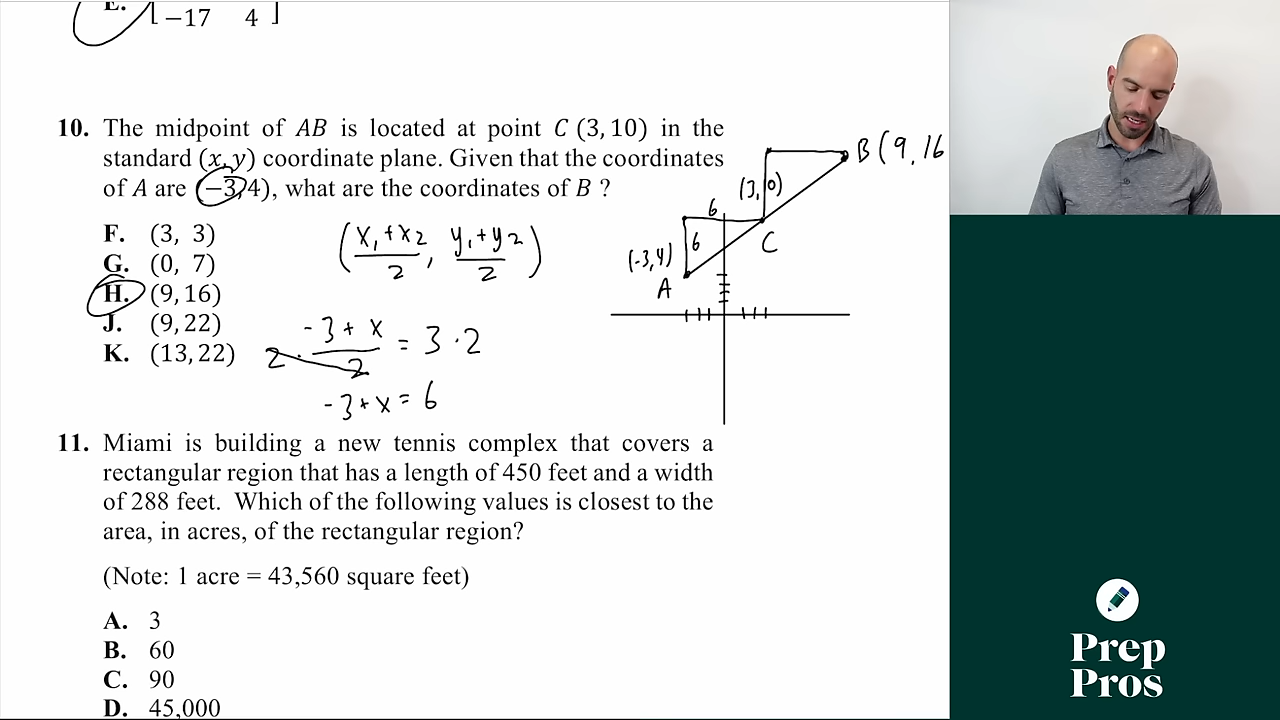 E. [ −17 4 ]
10. The midpoint of AB is located at point C (3, 10) in the
standard (x, y) coordinate plane. Given that the coordinates
of A are (−3, 4), what are the coordinates of B ?
F. (3, 3)
G. (0, 7)
H. (9, 16)
J. (9, 22)
K. (13, 22)
(x₁+x₂/2, y₁+y₂/2)
2 · -3+x/2 = 3·2
-3+x=6
B (9, 16
(3, 10)
6
6
C
(-3, 4)
A
11. Miami is building a new tennis complex that covers a
rectangular region that has a length of 450 feet and a width
of 288 feet. Which of the following values is closest to the
area, in acres, of the rectangular region?
(Note: 1 acre = 43,560 square feet)
A. 3
B. 60
C. 90
D. 45,000
Prep
Pros